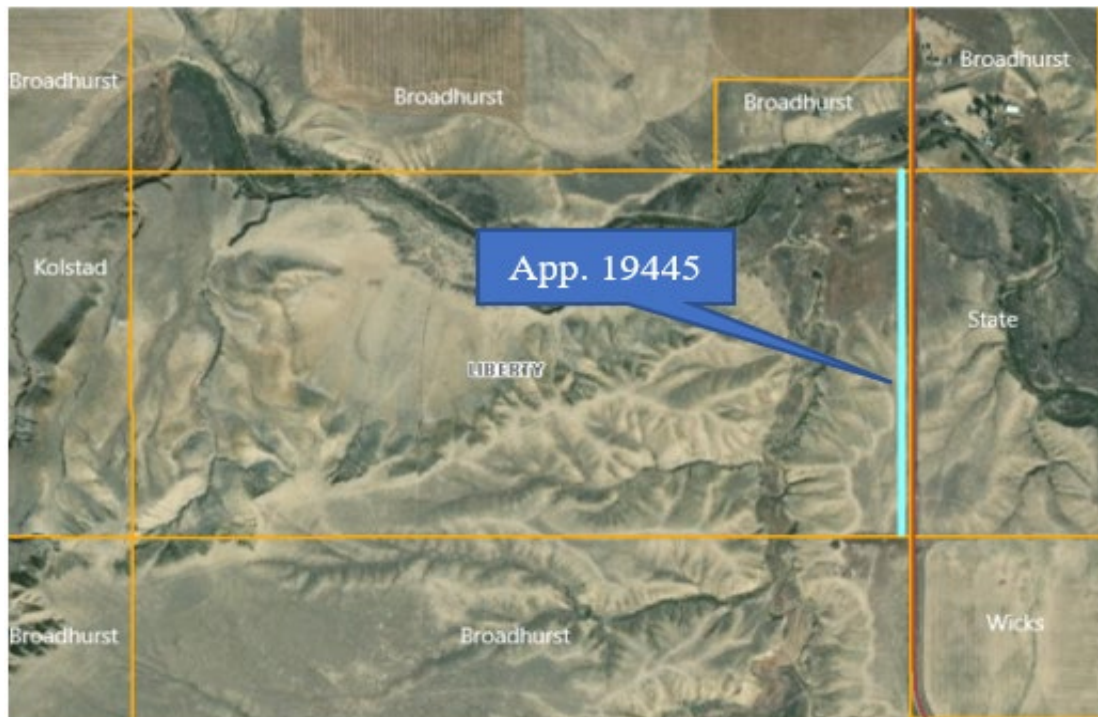 Broadhurst
Broadhurst
Broadhurst
Broadhurst
Kolstad
App. 19445
State
LIBERTY
Broadhurst
Broadhurst
Wicks